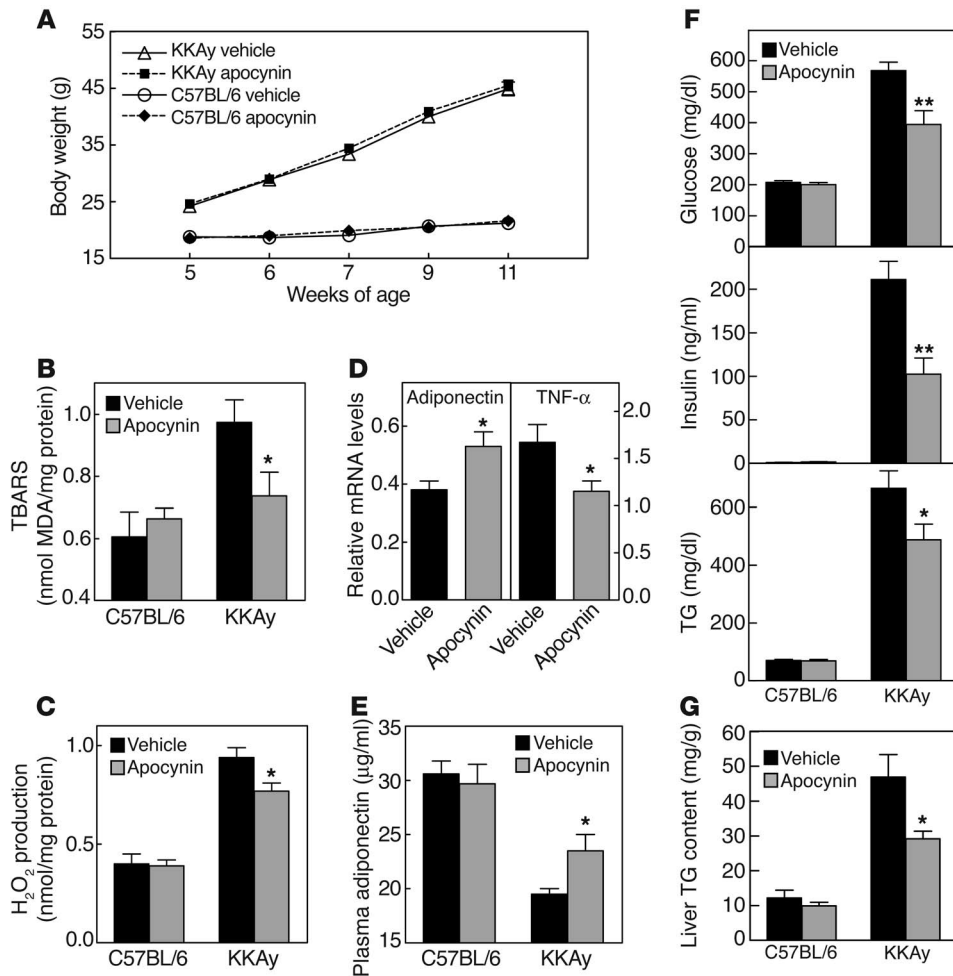 A
55
45
35
25
15
Body weight (g)
KKAy vehicle
KKAy apocynin
C57BL/6 vehicle
C57BL/6 apocynin
5 6 7 9 11
Weeks of age
B
1.0
0.8
0.6
0.4
TBARS
(nmol MDA/mg protein)
Vehicle
Apocynin
*
C57BL/6 KKAy
C
1.0
0.5
0.0
H₂O₂ production
(nmol/mg protein)
Vehicle
Apocynin
*
C57BL/6 KKAy
D
Relative mRNA levels
0.6
0.4
0.2
0.0
Adiponectin TNF-α
* *
2.0
1.5
1.0
0.5
0.0
Vehicle Apocynin Vehicle Apocynin
E
35
30
25
20
15
Plasma adiponectin (μg/ml)
Vehicle
Apocynin
*
C57BL/6 KKAy
F
Vehicle
Apocynin
600
500
400
300
200
100
0
Glucose (mg/dl)
**
200
150
100
50
0
Insulin (ng/ml)
**
600
400
200
0
TG (mg/dl)
*
C57BL/6 KKAy
G
60
50
40
30
20
10
0
Liver TG content (mg/g)
Vehicle
Apocynin
*
C57BL/6 KKAy